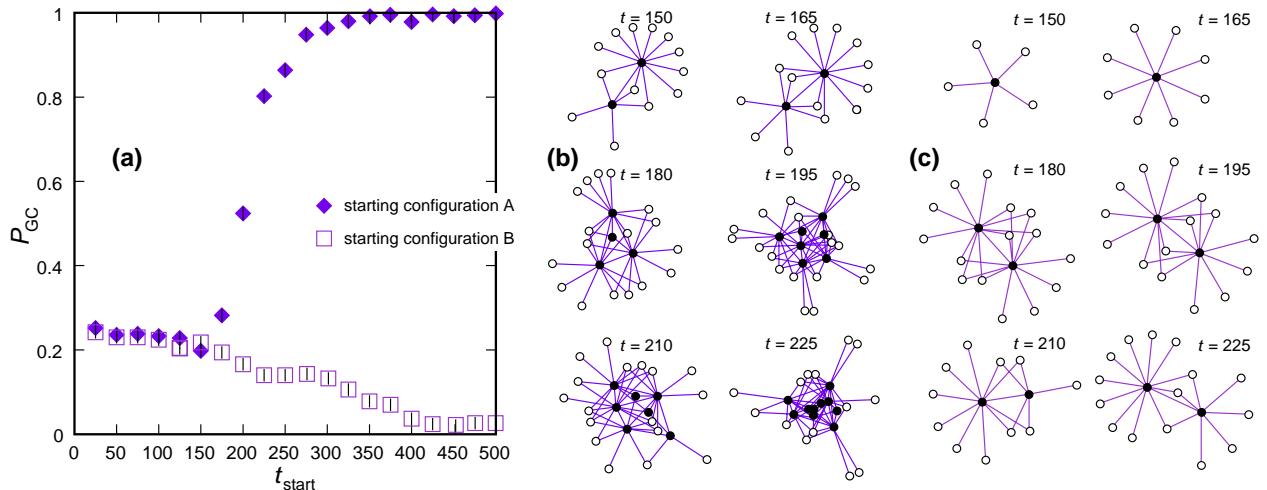 1
0.8
0.6
0.4
0.2
0
P_GC
0 50 100 150 200 250 300 350 400 450 500
t_start
(a)
starting configuration A
starting configuration B
(b)
t = 150
t = 165
t = 180
t = 195
t = 210
t = 225
(c)
t = 150
t = 165
t = 180
t = 195
t = 210
t = 225